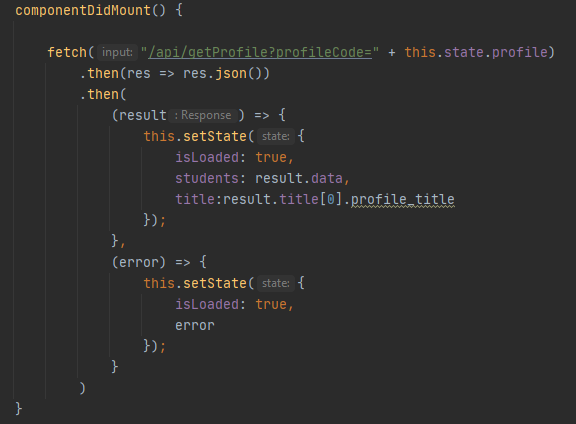 componentDidMount() {
fetch( input: "/api/getProfile?profileCode=" + this.state.profile)
.then(res => res.json())
.then(
(result : Response ) => {
this.setState( state: {
isLoaded: true,
students: result.data,
title:result.title[0].profile_title
});
},
(error) => {
this.setState( state: {
isLoaded: true,
error
});
}
)
}